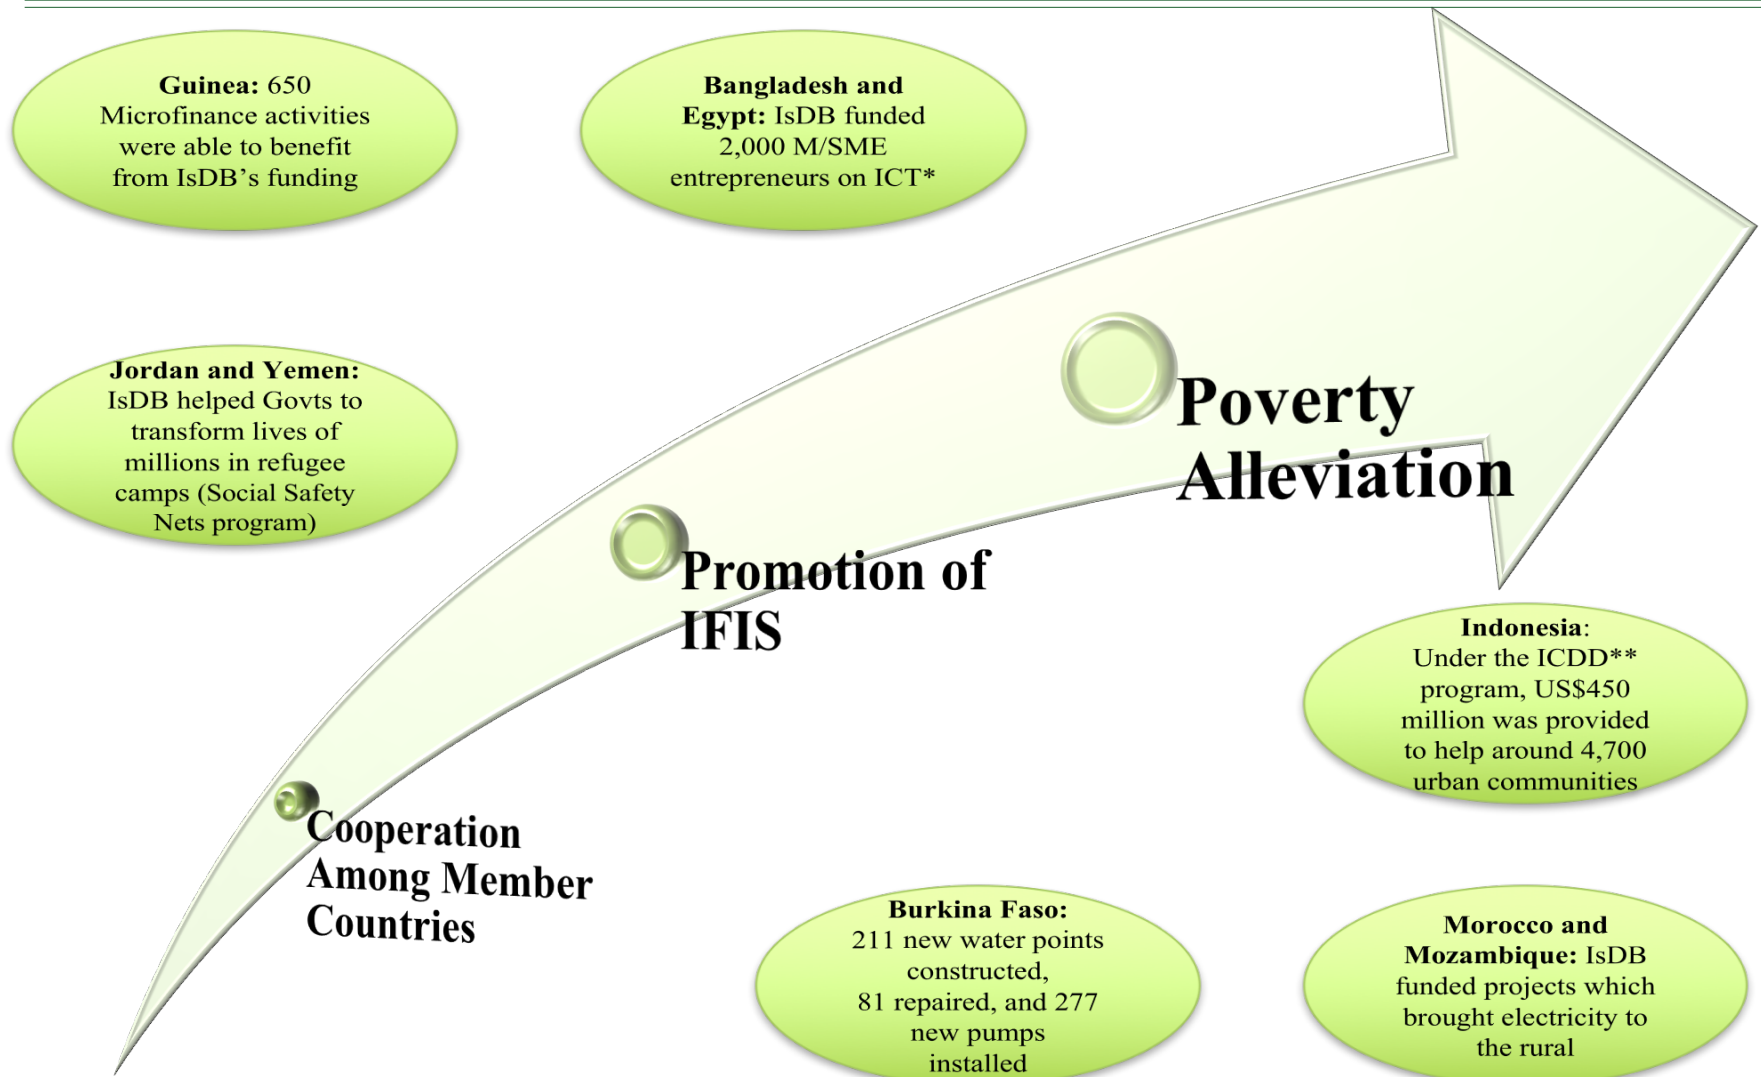 Guinea: 650
Microfinance activities
were able to benefit
from IsDB’s funding
Bangladesh and
Egypt: IsDB funded
2,000 M/SME
entrepreneurs on ICT*
Jordan and Yemen:
IsDB helped Govts to
transform lives of
millions in refugee
camps (Social Safety
Nets program)
Poverty
Alleviation
Promotion of
IFIS
Cooperation
Among Member
Countries
Indonesia:
Under the ICDD**
program, US$450
million was provided
to help around 4,700
urban communities
Burkina Faso:
211 new water points
constructed,
81 repaired, and 277
new pumps
installed
Morocco and
Mozambique: IsDB
funded projects which
brought electricity to
the rural